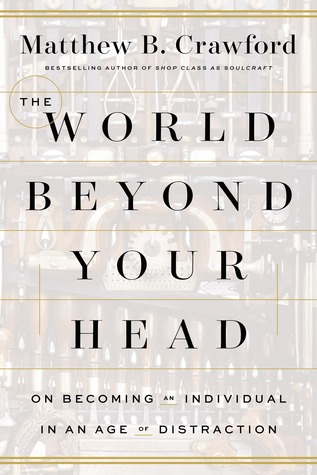 Matthew B. Crawford
BESTSELLING AUTHOR OF SHOP CLASS AS SOULCRAFT
THE
WORLD
BEYOND
YOUR
HEAD
ON BECOMING AN INDIVIDUAL
IN AN AGE OF DISTRACTION